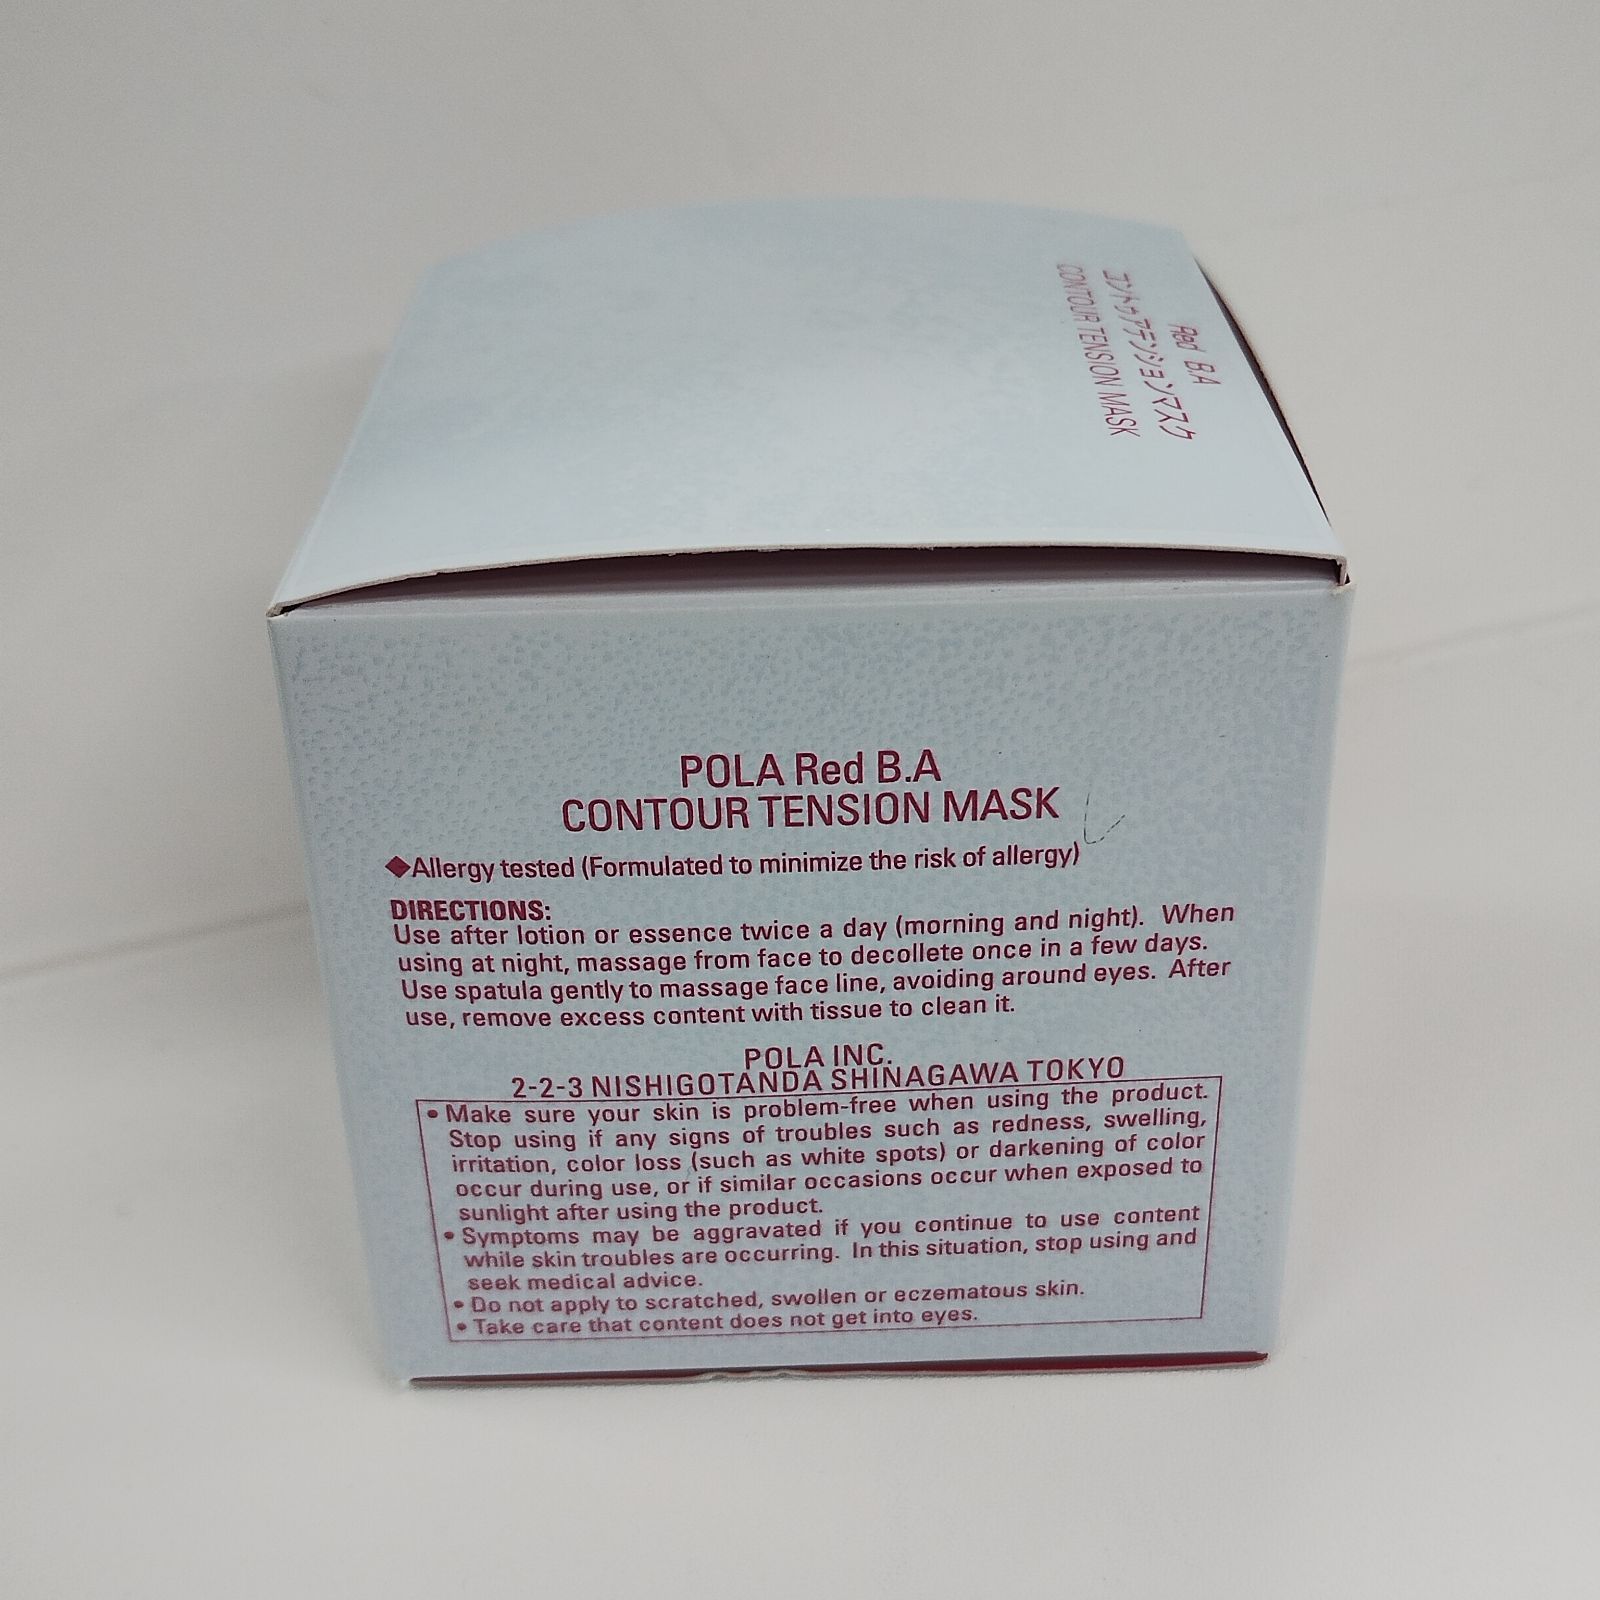 Red B.A
コントゥアテンションマスク
CONTOUR TENSION MASK
POLA Red B.A
CONTOUR TENSION MASK
◆Allergy tested (Formulated to minimize the risk of allergy)
DIRECTIONS:
Use after lotion or essence twice a day (morning and night). When
using at night, massage from face to decollete once in a few days.
Use spatula gently to massage face line, avoiding around eyes. After
use, remove excess content with tissue to clean it.
POLA INC.
2-2-3 NISHIGOTANDA SHINAGAWA TOKYO
• Make sure your skin is problem-free when using the product.
Stop using if any signs of troubles such as redness, swelling,
irritation, color loss (such as white spots) or darkening of color
occur during use, or if similar occasions occur when exposed to
sunlight after using the product.
• Symptoms may be aggravated if you continue to use content
while skin troubles are occurring. In this situation, stop using and
seek medical advice.
• Do not apply to scratched, swollen or eczematous skin.
• Take care that content does not get into eyes.